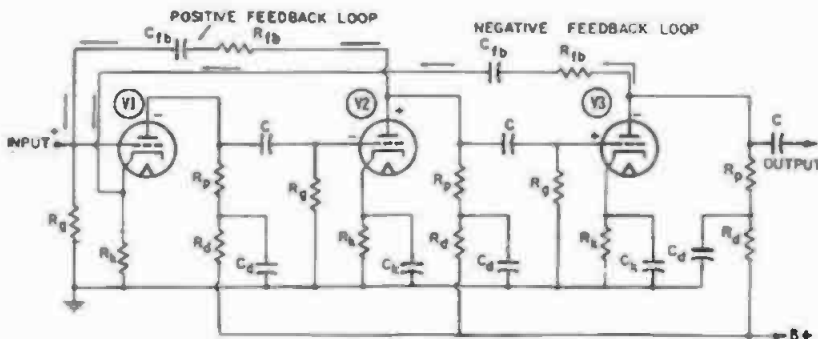 POSITIVE FEEDBACK LOOP
Cfb
Rfb
NEGATIVE FEEDBACK LOOP
Cfb
Rfb
V1
V2
V3
- + -
INPUT +
C
- 
C
+
C
OUTPUT
Rp
Rp
Rp
Rg
Rg
Rg
Rk
Rd
Cd
Rk
Ck
Rd
Cd
Rk
Ck
Cd
Rd
B+